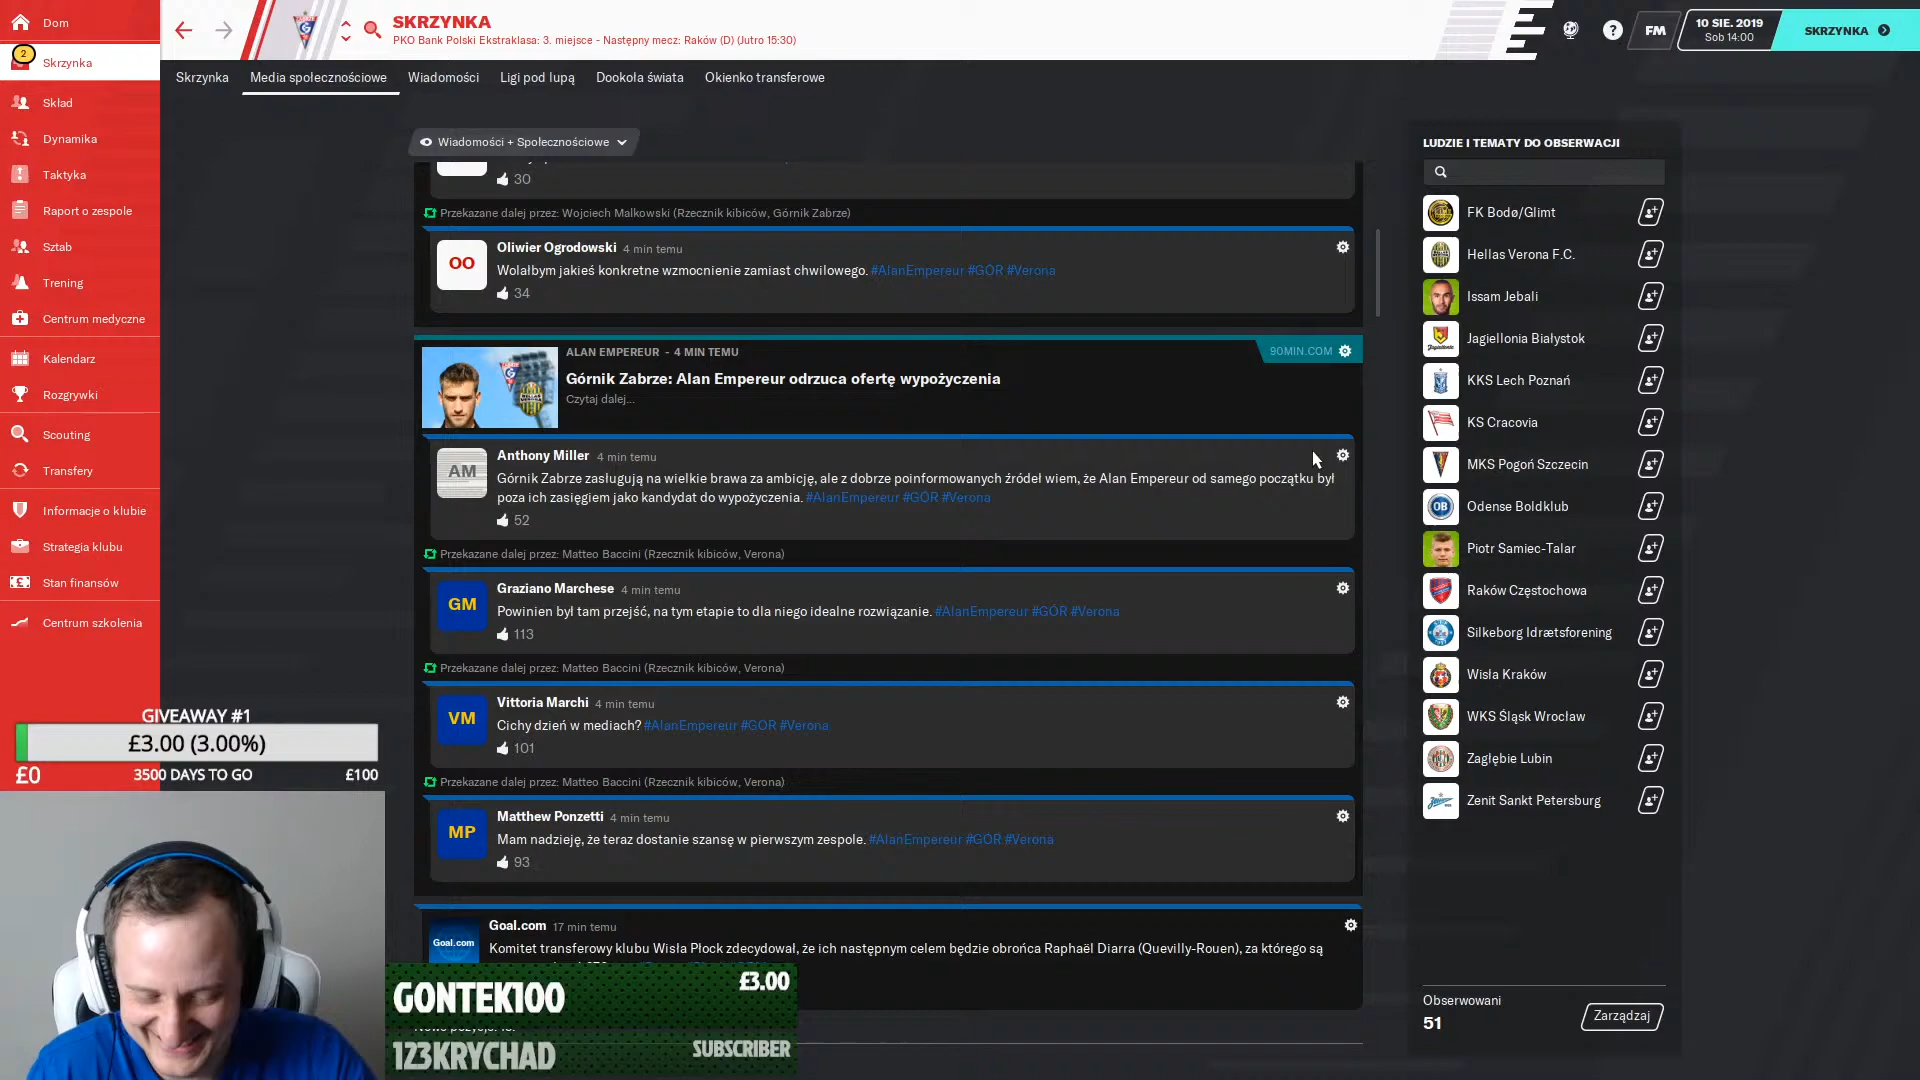 Dom
2
Skrzynka
Skład
Dynamika
Taktyka
Raport o zespole
Sztab
Trening
Centrum medyczne
Kalendarz
Rozgrywki
Scouting
Transfery
Informacje o klubie
Strategia klubu
Stan finansów
Centrum szkolenia
SKRZYNKA
PKO Bank Polski Ekstraklasa: 3. miejsce - Następny mecz: Raków (D) (Jutro 15:30)
FM
10 SIE. 2019
Sob 14:00
SKRZYNKA
Skrzynka
Media społecznościowe
Wiadomości
Ligi pod lupą
Dookoła świata
Okienko transferowe
Wiadomości + Społecznościowe
30
Przekazane dalej przez: Wojciech Malkowski (Rzecznik kibiców, Górnik Zabrze)
OO
Oliwier Ogrodowski 4 min temu
Wolałbym jakieś konkretne wzmocnienie zamiast chwilowego. #AlanEmpereur #GÓR #Verona
34
ALAN EMPEREUR - 4 MIN TEMU
90MIN.COM
Górnik Zabrze: Alan Empereur odrzuca ofertę wypożyczenia
Czytaj dalej...
AM
Anthony Miller 4 min temu
Górnik Zabrze zasługują na wielkie brawa za ambicję, ale z dobrze poinformowanych źródeł wiem, że Alan Empereur od samego początku był
poza ich zasięgiem jako kandydat do wypożyczenia. #AlanEmpereur #GÓR #Verona
52
Przekazane dalej przez: Matteo Baccini (Rzecznik kibiców, Verona)
GM
Graziano Marchese 4 min temu
Powinien był tam przejść, na tym etapie to dla niego idealne rozwiązanie. #AlanEmpereur #GÓR #Verona
113
Przekazane dalej przez: Matteo Baccini (Rzecznik kibiców, Verona)
VM
Vittoria Marchi 4 min temu
Cichy dzień w mediach? #AlanEmpereur #GÓR #Verona
101
Przekazane dalej przez: Matteo Baccini (Rzecznik kibiców, Verona)
MP
Matthew Ponzetti 4 min temu
Mam nadzieję, że teraz dostanie szansę w pierwszym zespole. #AlanEmpereur #GÓR #Verona
93
Goal.com
Goal.com 17 min temu
Komitet transferowy klubu Wisła Płock zdecydował, że ich następnym celem będzie obrońca Raphaël Diarra (Quevilly-Rouen), za którego są
LUDZIE I TEMATY DO OBSERWACJI
FK Bodø/Glimt
Hellas Verona F.C.
Issam Jebali
Jagiellonia Białystok
KKS Lech Poznań
KS Cracovia
MKS Pogoń Szczecin
Odense Boldklub
Piotr Samiec-Talar
Raków Częstochowa
Silkeborg Idrætsforening
Wisła Kraków
WKS Śląsk Wrocław
Zagłębie Lubin
Zenit Sankt Petersburg
Obserwowani
51
Zarządzaj
GIVEAWAY #1
£3.00 (3.00%)
£0
3500 DAYS TO GO
£100
GONTEK100
£3.00
123KRYCHAD
SUBSCRIBER